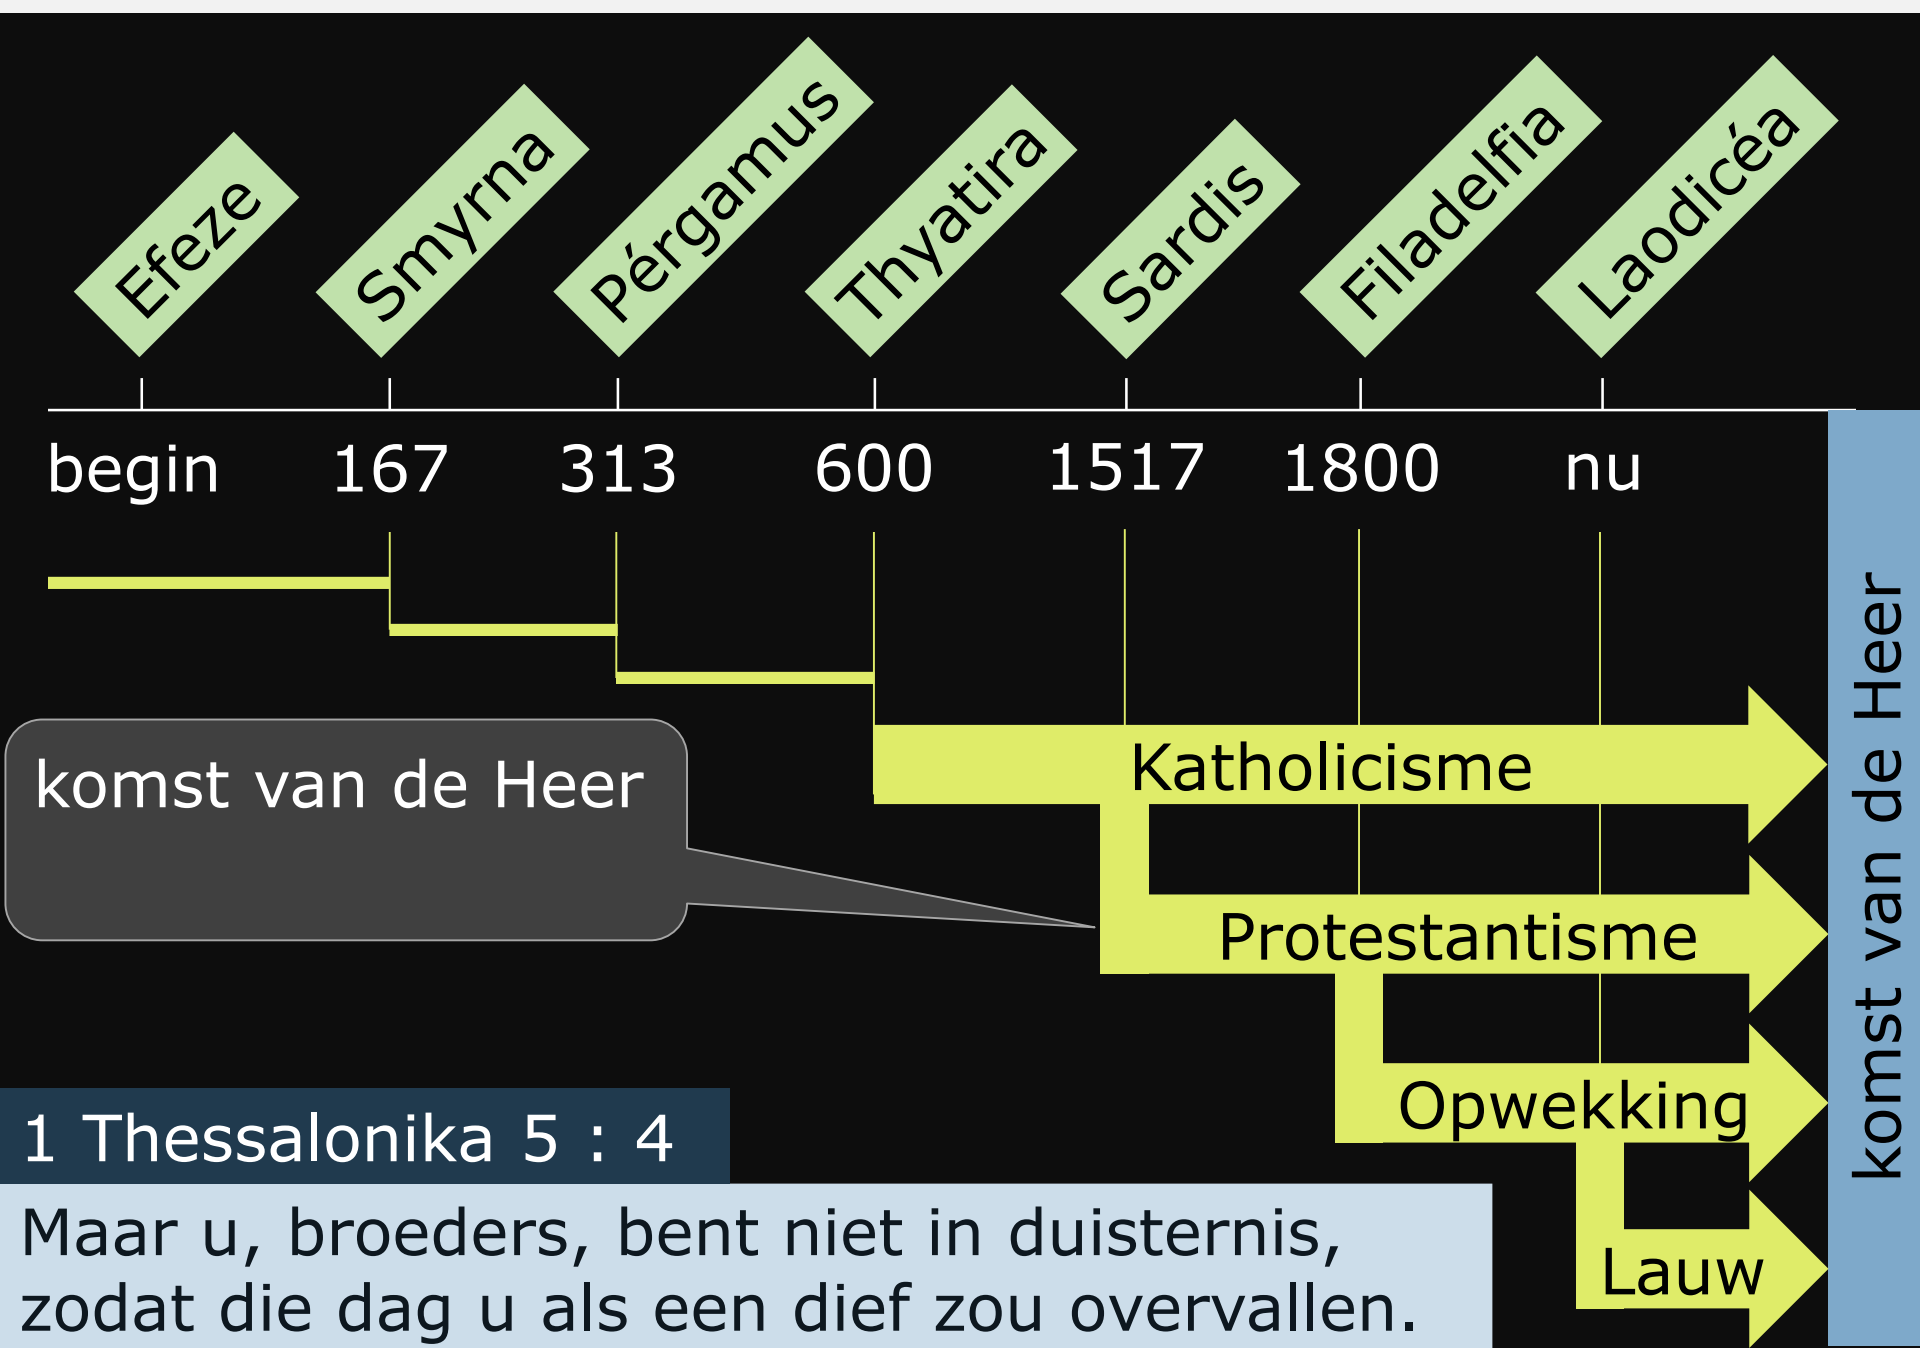 Efeze
Smyrna
Pérgamus
Thyatira
Sardis
Filadelfia
Laodicéa
begin 167 313 600 1517 1800 nu
Katholicisme
komst van de Heer
Protestantisme
Opwekking
Lauw
komst van de Heer
1 Thessalonika 5 : 4
Maar u, broeders, bent niet in duisternis,
zodat die dag u als een dief zou overvallen.